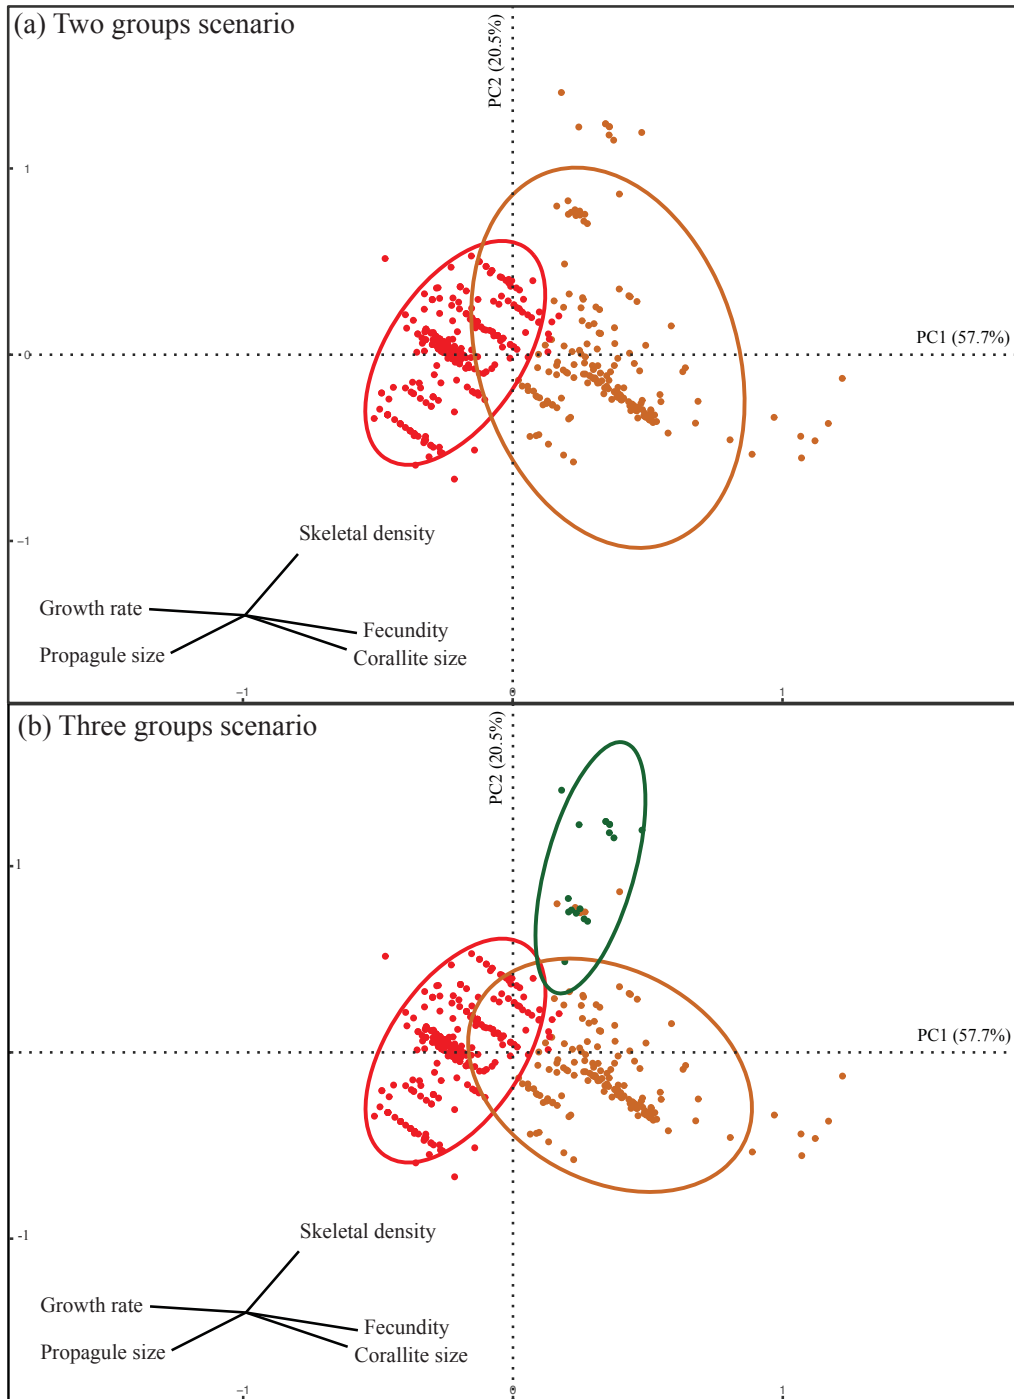 (a) Two groups scenario
PC2 (20.5%)
1
PC1 (57.7%)
0
−1
Skeletal density
Growth rate
Fecundity
Propagule size
Corallite size
−1
0
1
(b) Three groups scenario
PC2 (20.5%)
1
PC1 (57.7%)
-1
Skeletal density
Growth rate
Fecundity
Propagule size
Corallite size
−1
0
1